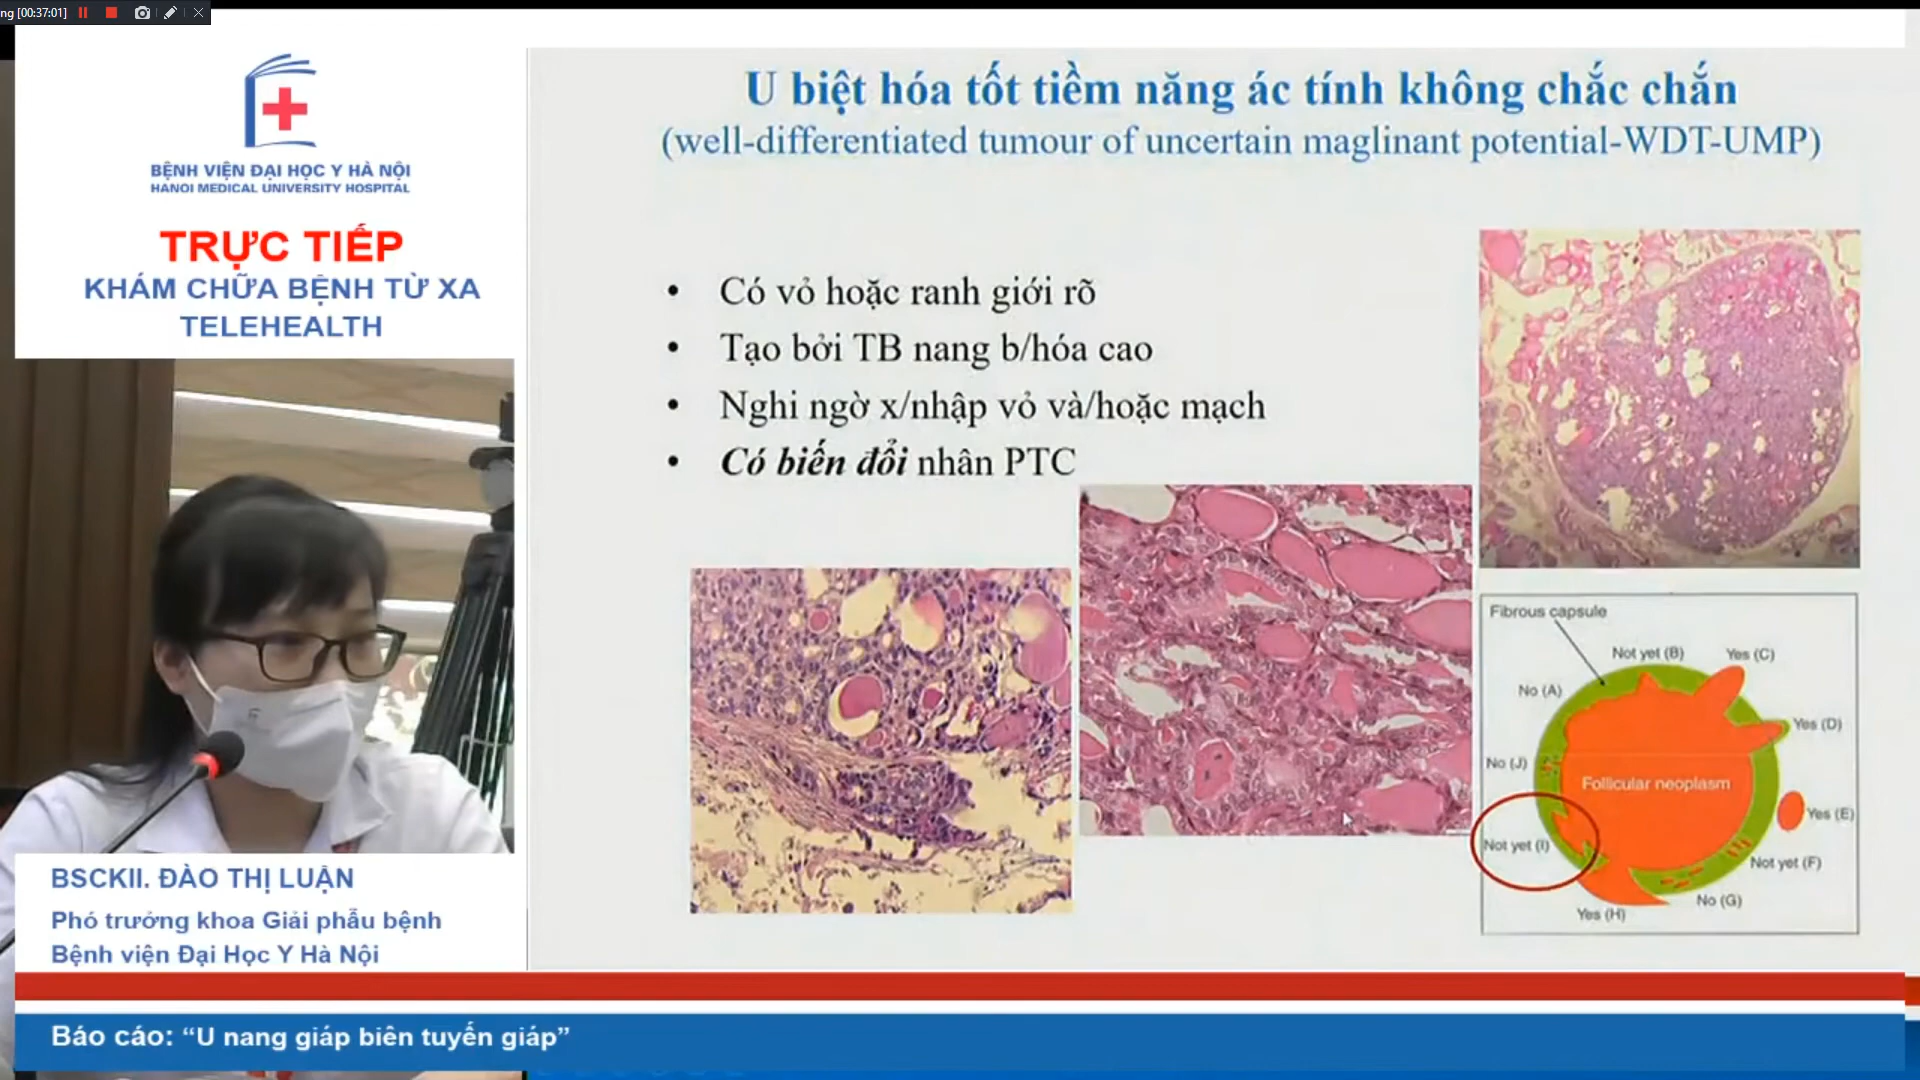 ng [00:37:01]
BỆNH VIỆN ĐẠI HỌC Y HÀ NỘI
HANOI MEDICAL UNIVERSITY HOSPITAL
TRỰC TIẾP
KHÁM CHỮA BỆNH TỪ XA
TELEHEALTH
U biệt hóa tốt tiềm năng ác tính không chắc chắn
(well-differentiated tumour of uncertain maglinant potential-WDT-UMP)
• Có vỏ hoặc ranh giới rõ
• Tạo bởi TB nang b/hóa cao
• Nghi ngờ x/nhập vỏ và/hoặc mạch
• Có biến đổi nhân PTC
Fibrous capsule
Not yet (B)
Yes (C)
No (A)
Yes (D)
No (J)
Follicular neoplasm
Yes (E)
Not yet (I)
Not yet (F)
No (G)
Yes (H)
BSCKII. ĐÀO THỊ LUẬN
Phó trưởng khoa Giải phẫu bệnh
Bệnh viện Đại Học Y Hà Nội
Báo cáo: “U nang giáp biên tuyến giáp”